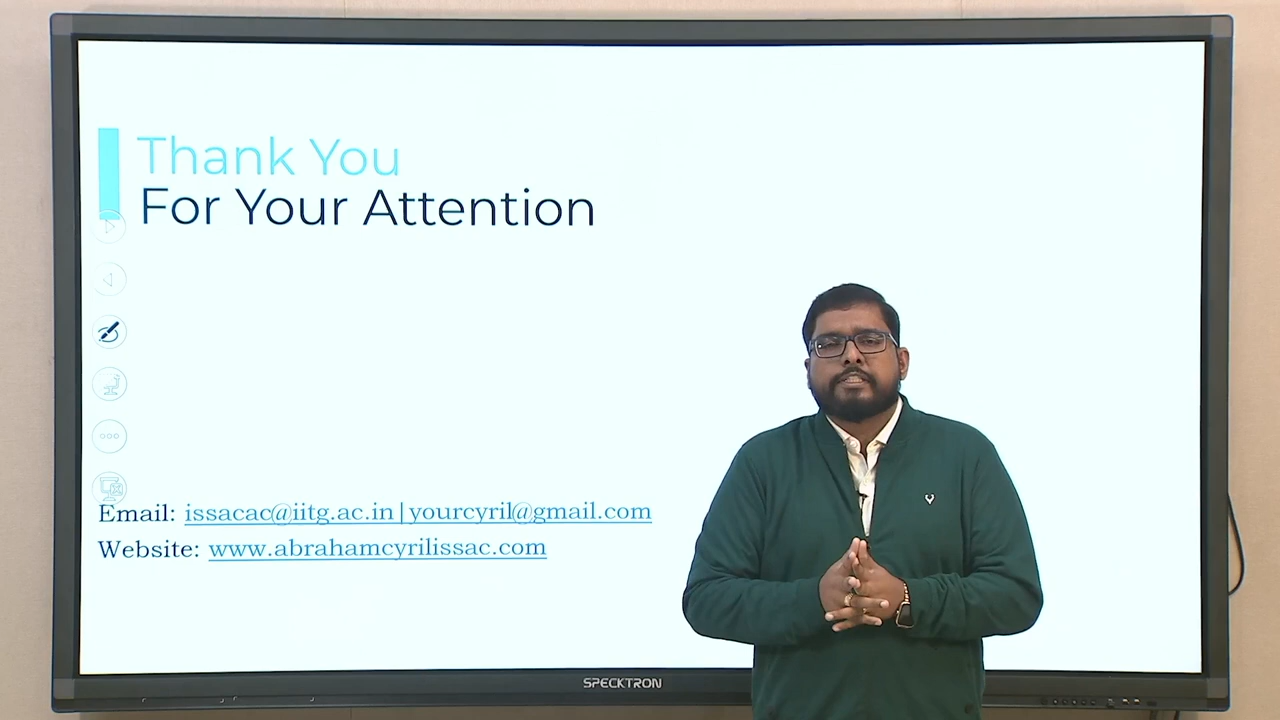 Thank You
For Your Attention
Email: issacac@iitg.ac.in|yourcyril@gmail.com
Website: www.abrahamcyrilissac.com
SPECKTRON